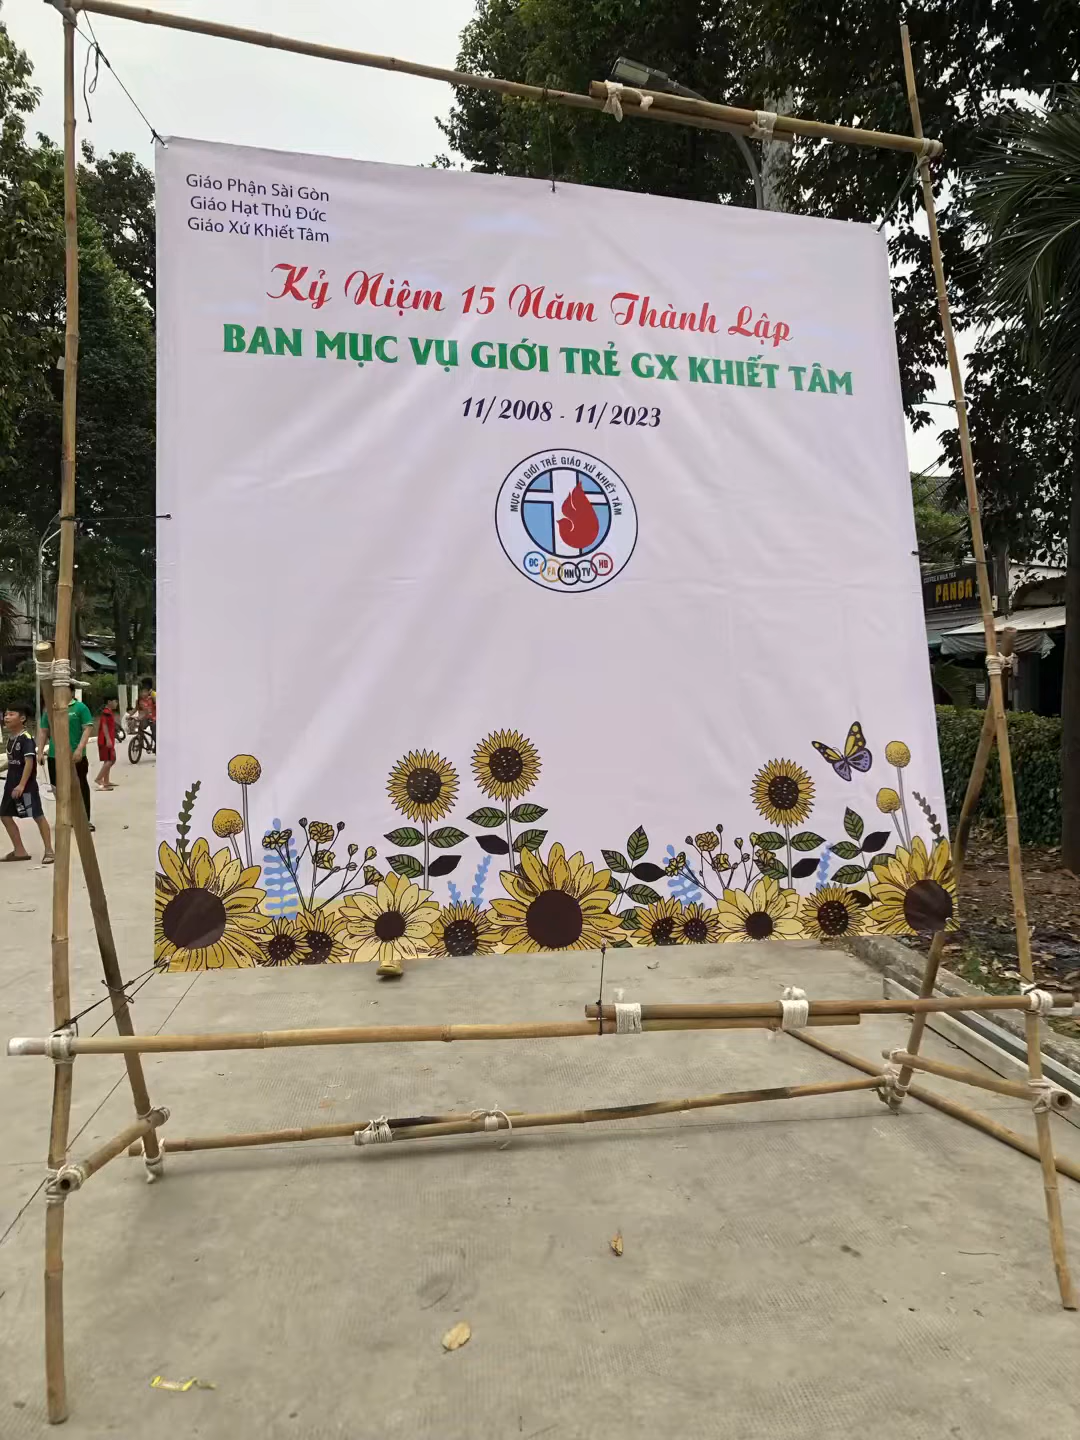 Giáo Phận Sài Gòn
Giáo Hạt Thủ Đức
Giáo Xứ Khiết Tâm
Kỷ Niệm 15 Năm Thành Lập
BAN MỤC VỤ GIỚI TRẺ GX KHIẾT TÂM
11/2008 - 11/2023
MỤC VỤ GIỚI TRẺ GIÁO XỨ KHIẾT TÂM
ĐC FA HN TV HB
PANDA